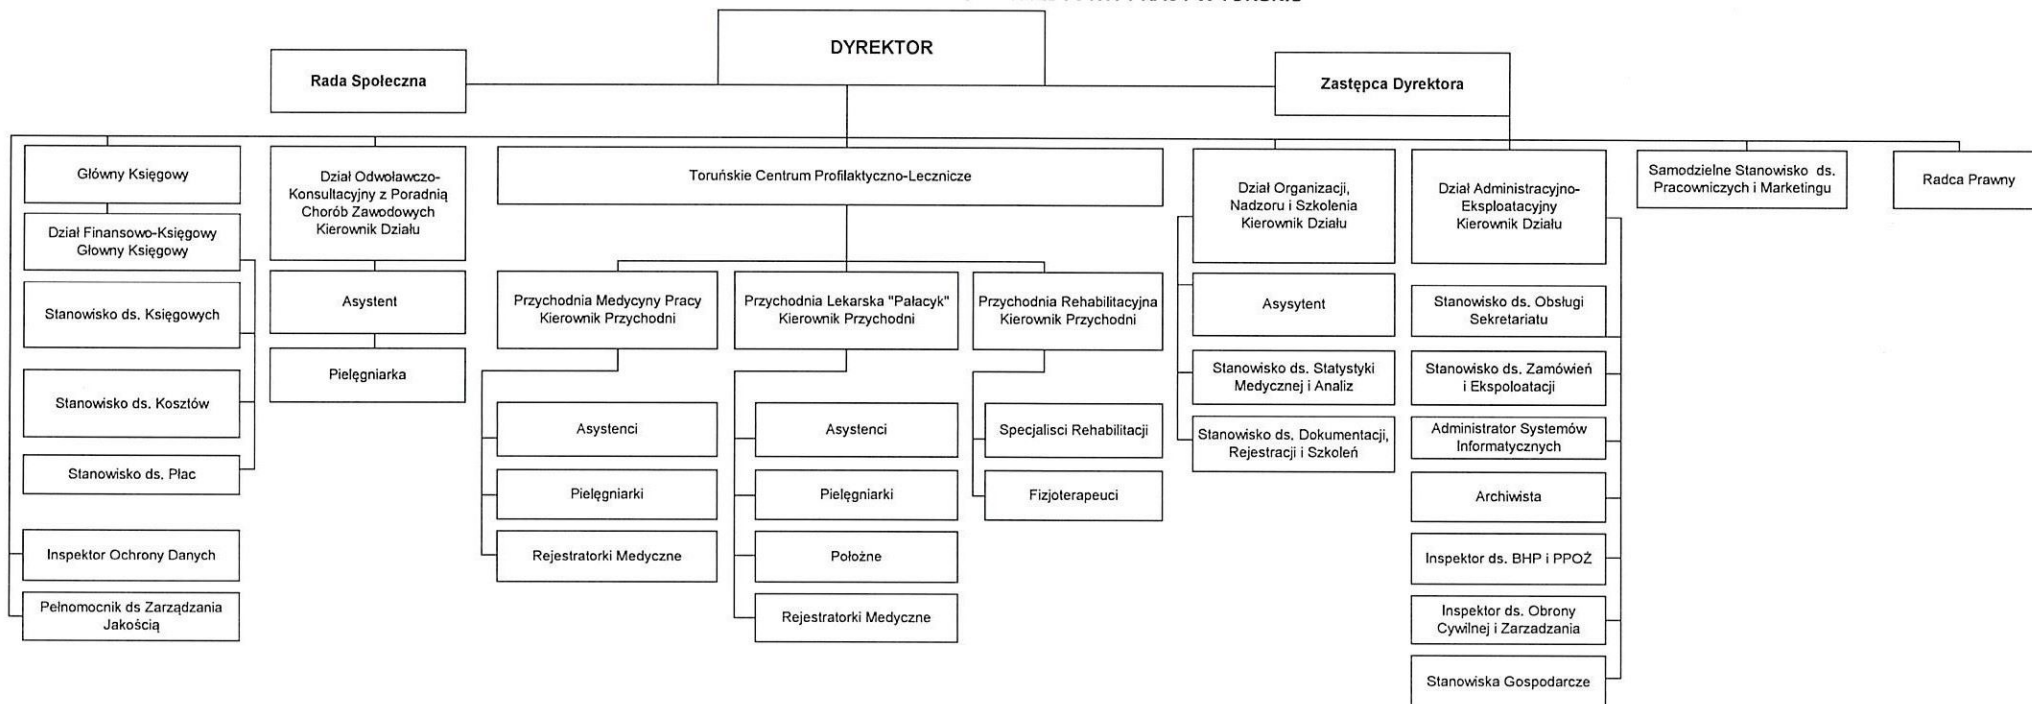 DYREKTOR
Rada Społeczna
Zastępca Dyrektora
Główny Księgowy
Dział Finansowo-Księgowy
Głowny Księgowy
Stanowisko ds. Księgowych
Stanowisko ds. Kosztów
Stanowisko ds. Płac
Inspektor Ochrony Danych
Pełnomocnik ds Zarządzania
Jakością
Dział Odwoławczo-
Konsultacyjny z Poradnią
Chorób Zawodowych
Kierownik Działu
Asystent
Pielęgniarka
Toruńskie Centrum Profilaktyczno-Lecznicze
Przychodnia Medycyny Pracy
Kierownik Przychodni
Asystenci
Pielęgniarki
Rejestratorki Medyczne
Przychodnia Lekarska "Pałacyk"
Kierownik Przychodni
Asystenci
Pielęgniarki
Położne
Rejestratorki Medyczne
Przychodnia Rehabilitacyjna
Kierownik Przychodni
Specjalisci Rehabilitacji
Fizjoterapeuci
Dział Organizacji,
Nadzoru i Szkolenia
Kierownik Działu
Asysytent
Stanowisko ds. Statystyki
Medycznej i Analiz
Stanowisko ds. Dokumentacji,
Rejestracji i Szkoleń
Dział Administracyjno-
Eksploatacyjny
Kierownik Działu
Stanowisko ds. Obsługi
Sekretariatu
Stanowisko ds. Zamówień
i Ekspoloatacji
Administrator Systemów
Informatycznych
Archiwista
Inspektor ds. BHP i PPOŻ
Inspektor ds. Obrony
Cywilnej i Zarzadzania
Stanowiska Gospodarcze
Samodzielne Stanowisko ds.
Pracowniczych i Marketingu
Radca Prawny